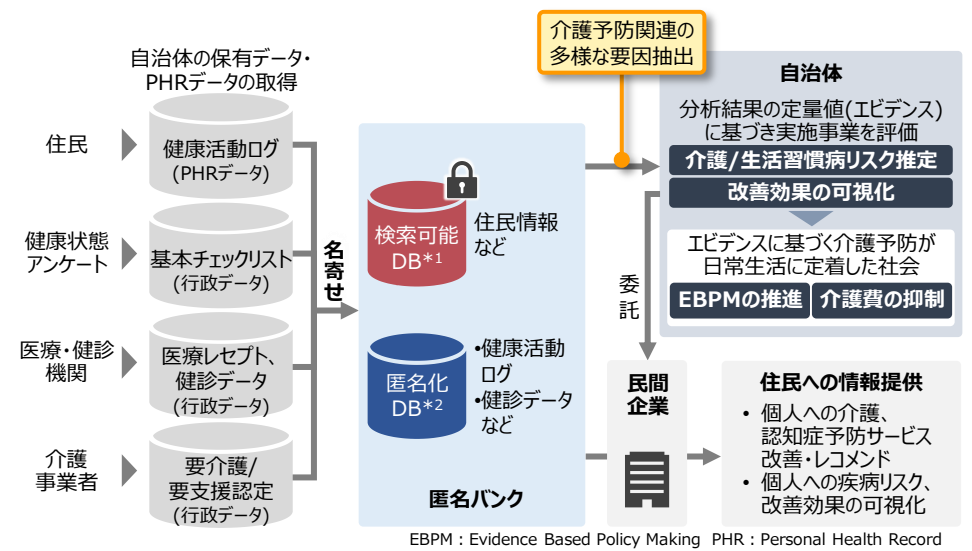 自治体の保有データ・
PHRデータの取得
住民
健康活動ログ
(PHRデータ)
健康状態
アンケート
基本チェックリスト
(行政データ)
医療・健診
機関
医療レセプト、
健診データ
(行政データ)
介護
事業者
要介護/
要支援認定
(行政データ)
名寄せ
検索可能
DB*1
住民情報
など
匿名化
DB*2
•健康活動
ログ
•健診データ
など
匿名バンク
介護予防関連の
多様な要因抽出
自治体
分析結果の定量値(エビデンス)
に基づき実施事業を評価
介護/生活習慣病リスク推定
改善効果の可視化
エビデンスに基づく介護予防が
日常生活に定着した社会
EBPMの推進
介護費の抑制
委託
民間
企業
住民への情報提供
• 個人への介護、
認知症予防サービス
改善・レコメンド
• 個人への疾病リスク、
改善効果の可視化
EBPM：Evidence Based Policy Making PHR：Personal Health Record